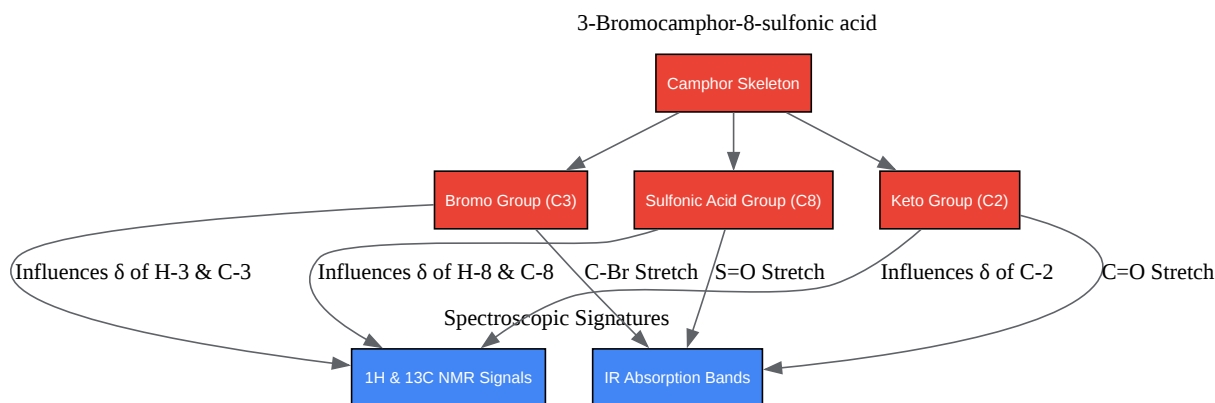 3-Bromocamphor-8-sulfonic acid
Camphor Skeleton
Bromo Group (C3)
Sulfonic Acid Group (C8)
Keto Group (C2)
Influences δ of H-3 & C-3
Influences δ of H-8 & C-8
C-Br Stretch
S=O Stretch
Influences δ of C-2
C=O Stretch
Spectroscopic Signatures
1H & 13C NMR Signals
IR Absorption Bands